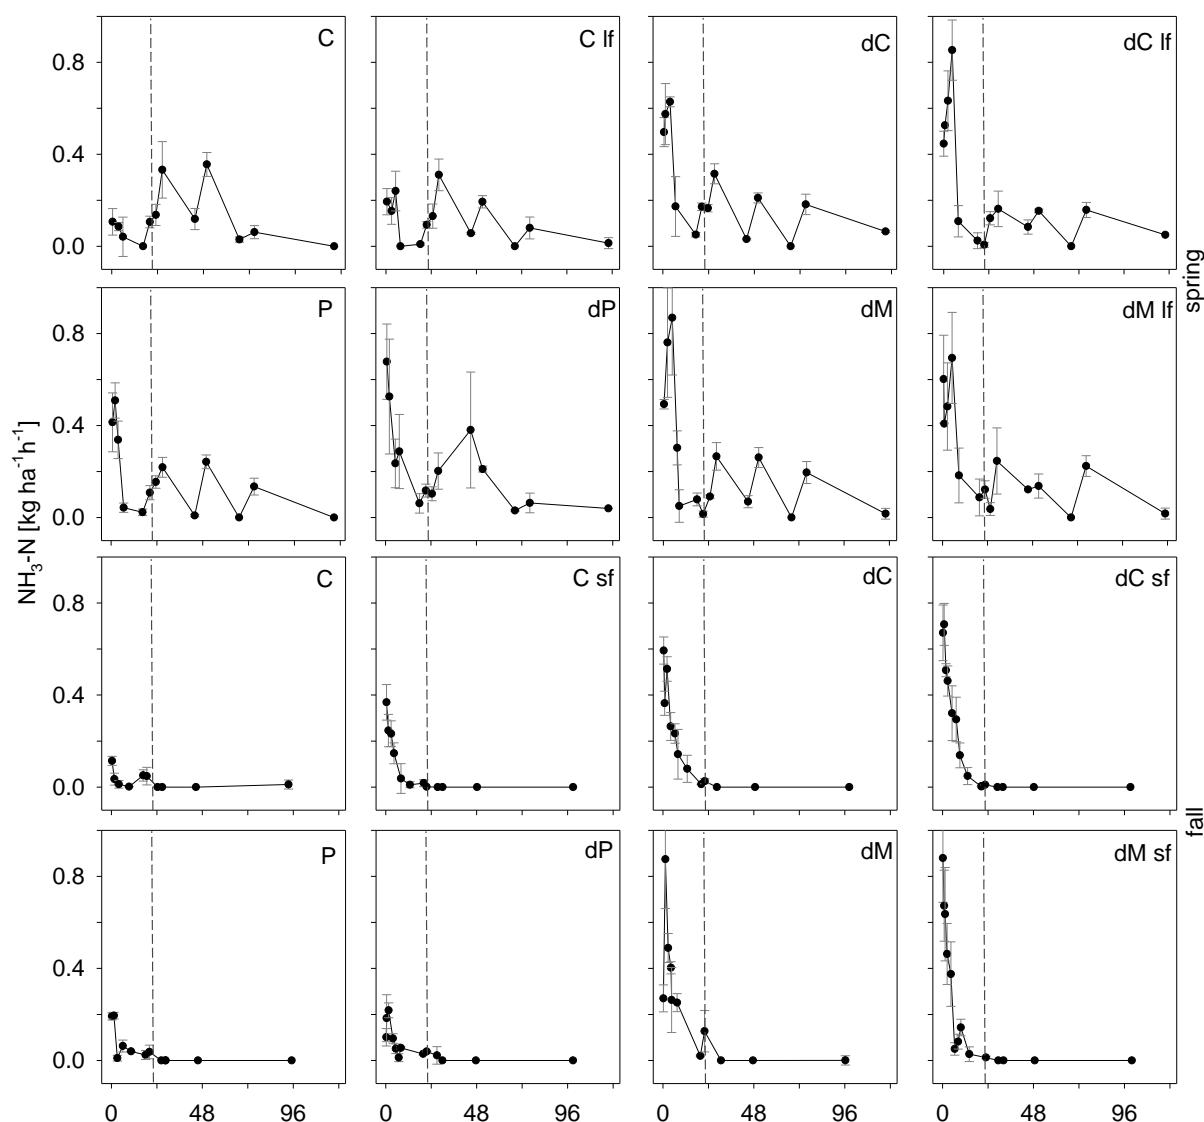 C
C lf
dC
dC lf
0.8
0.4
0.0
spring
P
dP
dM
dM lf
0.8
0.4
0.0
NH₃-N [kg ha⁻¹h⁻¹]
C
C sf
dC
dC sf
0.8
0.4
0.0
fall
P
dP
dM
dM sf
0.8
0.4
0.0
0 48 96 0 48 96 0 48 96 0 48 96